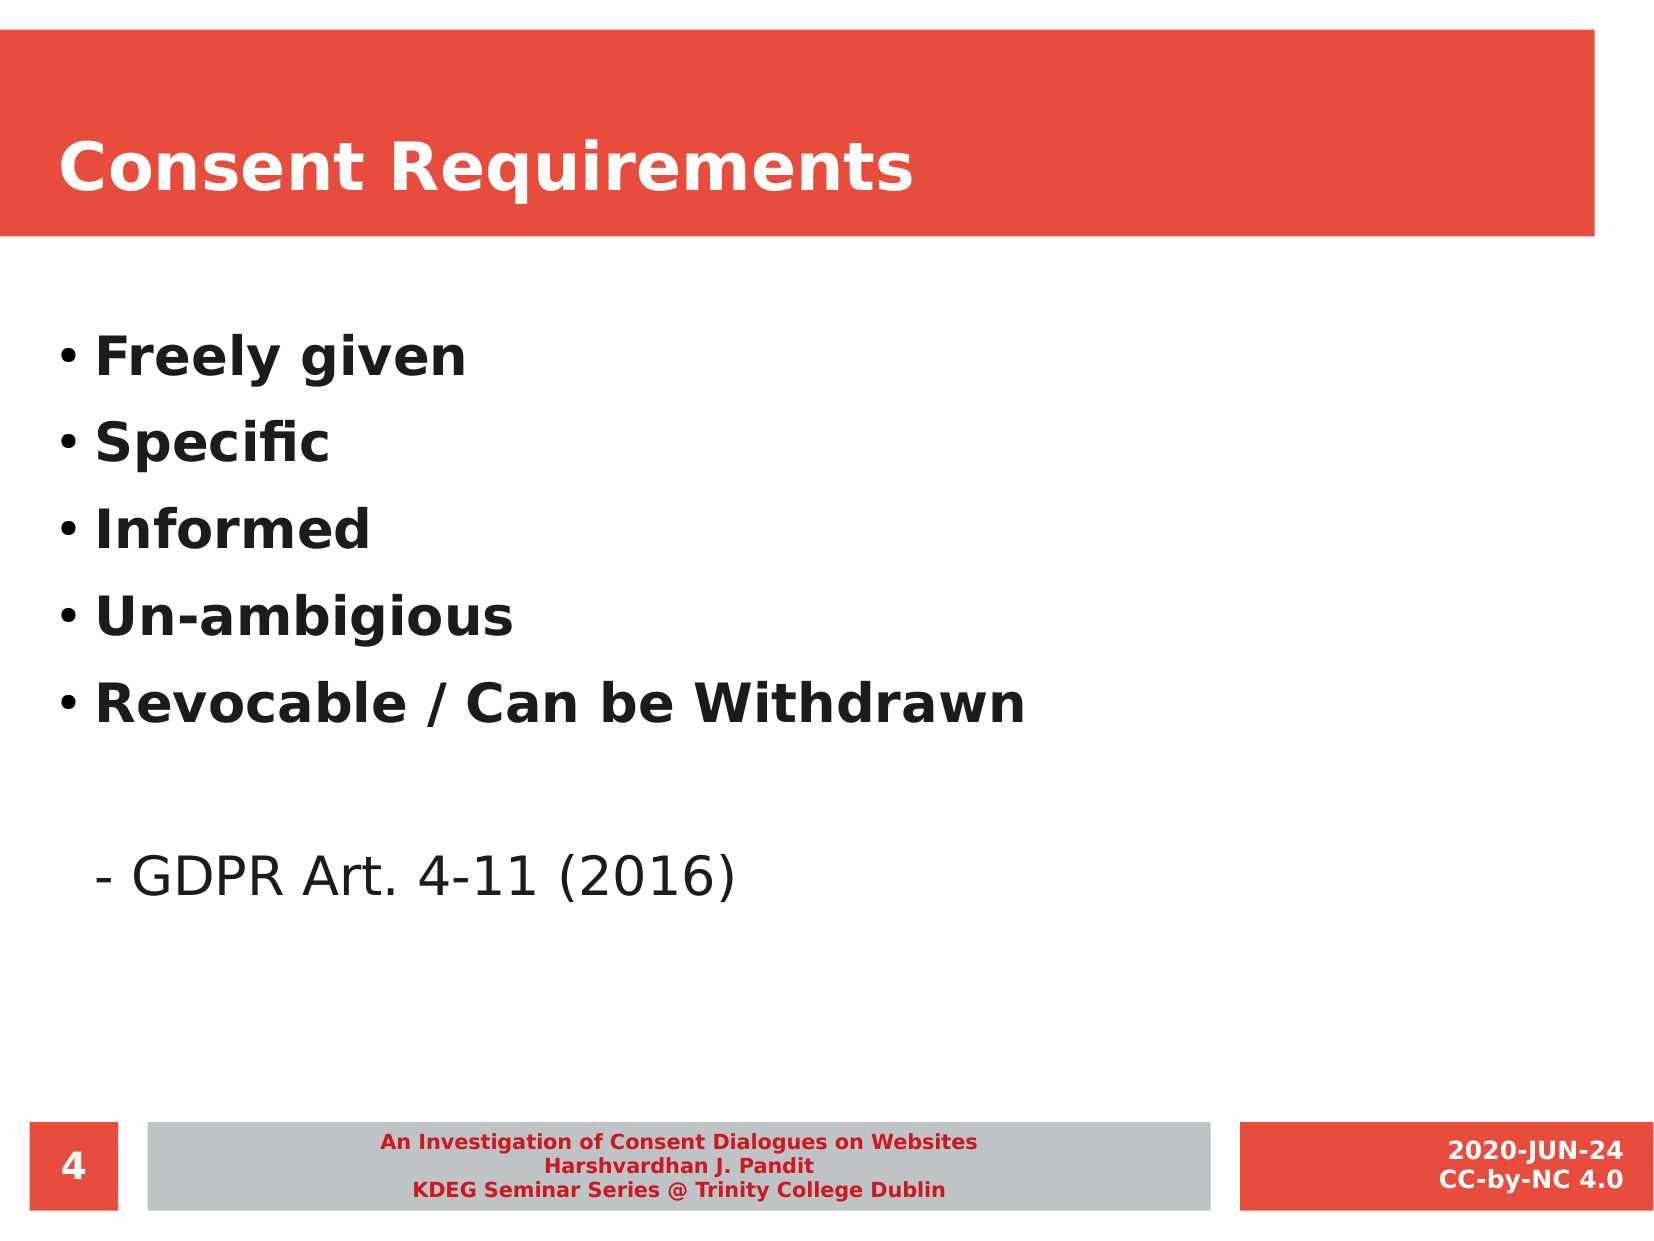 Consent Requirements
• Freely given
• Specific
• Informed
• Un-ambigious
• Revocable / Can be Withdrawn
- GDPR Art. 4-11 (2016)
4
An Investigation of Consent Dialogues on Websites
Harshvardhan J. Pandit
KDEG Seminar Series @ Trinity College Dublin
2020-JUN-24
CC-by-NC 4.0